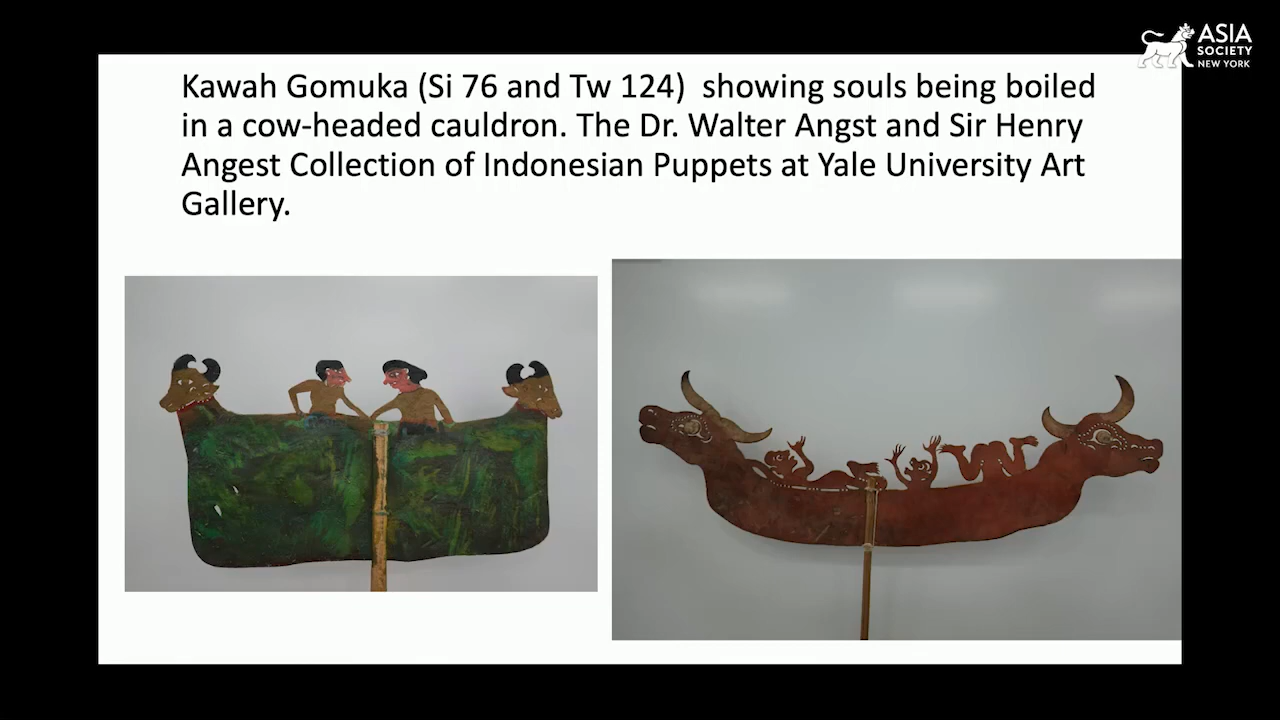 ASIA
SOCIETY
NEW YORK
Kawah Gomuka (Si 76 and Tw 124)  showing souls being boiled
in a cow-headed cauldron. The Dr. Walter Angst and Sir Henry
Angest Collection of Indonesian Puppets at Yale University Art
Gallery.